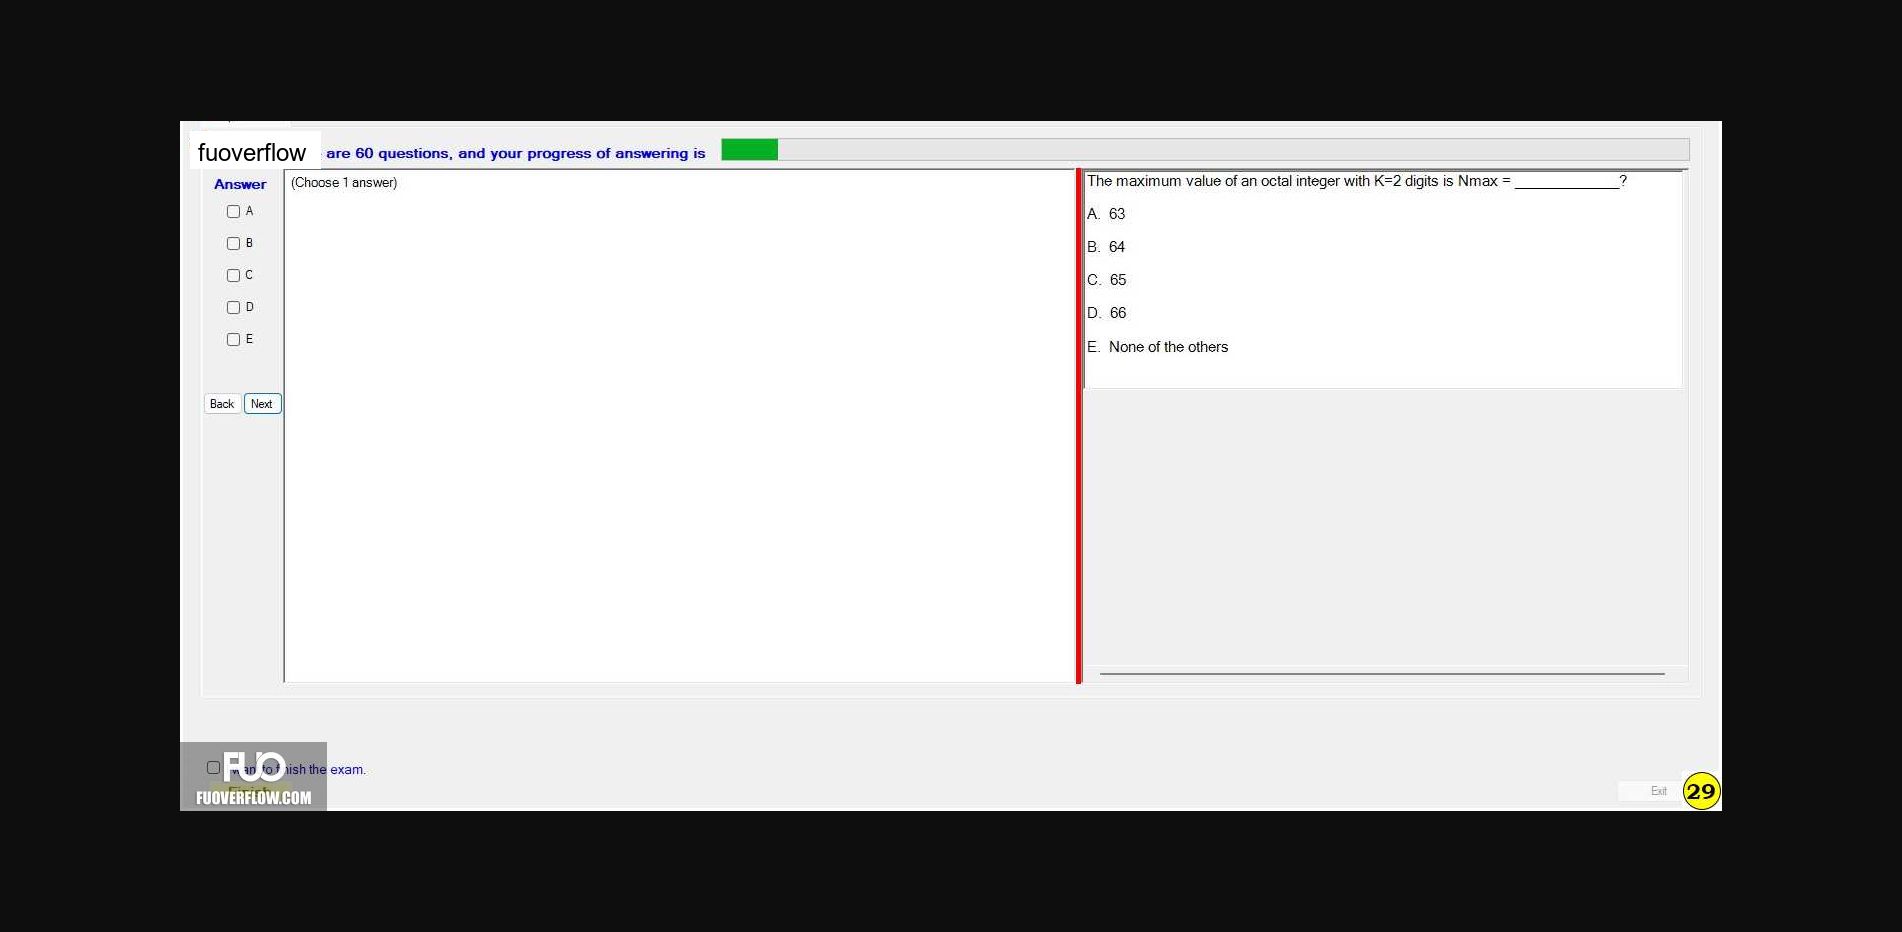 fuoverflow are 60 questions, and your progress of answering is
Answer
(Choose 1 answer)
A
B
C
D
E
Back Next
The maximum value of an octal integer with K=2 digits is Nmax = _____________?
A. 63
B. 64
C. 65
D. 66
E. None of the others
FUO
to finish the exam.
Finish
FUOVERFLOW.COM
Exit
29